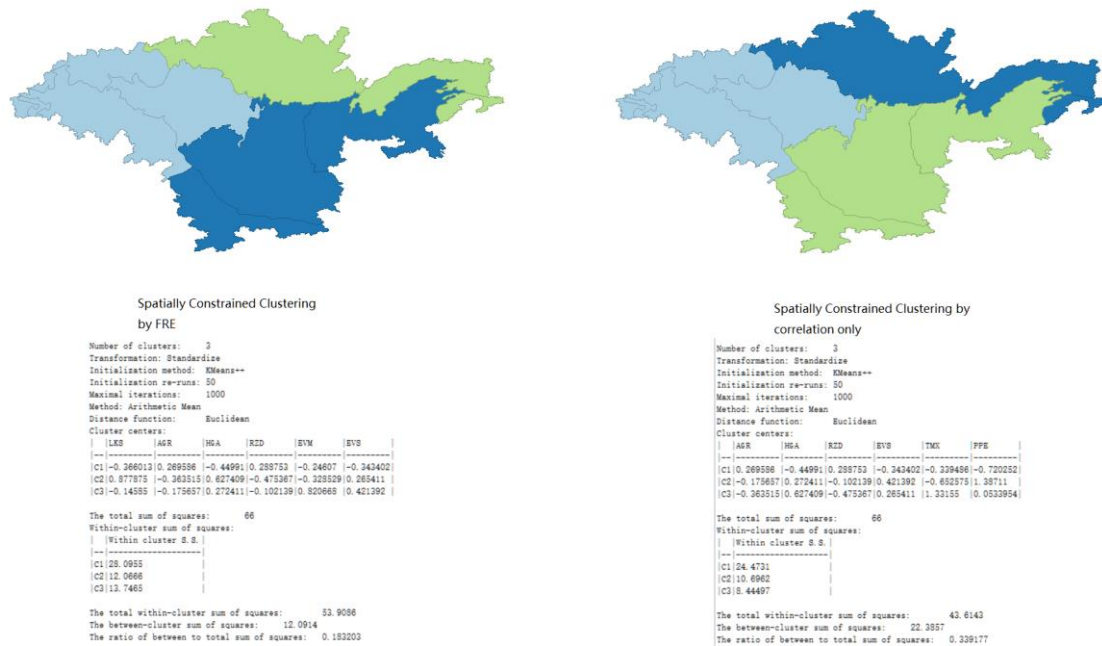 Spatially Constrained Clustering
by FRE
Number of clusters: 3
Transformation: Standardize
Initialization method: KMeans++
Initialization re-runs: 50
Maximal iterations: 1000
Method: Arithmetic Mean
Distance function: Euclidean
Cluster centers:
| |LKS |AGR |HGA |RZD |EVM |EVS |
|--|---------|---------|--------|---------|---------|---------|
|C1|-0.366013|0.269586 |-0.44991|0.288753 |-0.24607 |-0.343402|
|C2|0.877875 |-0.363515|0.627409|-0.475367|-0.328529|0.265411 |
|C3|-0.14585 |-0.175657|0.272411|-0.102139|0.820668 |0.421392 |
The total sum of squares: 66
Within-cluster sum of squares:
| |Within cluster S.S.|
|--|-------------------|
|C1|28.0955 |
|C2|12.0666 |
|C3|13.7465 |
The total within-cluster sum of squares: 53.9086
The between-cluster sum of squares: 12.0914
The ratio of between to total sum of squares: 0.183203
Spatially Constrained Clustering by
correlation only
Number of clusters: 3
Transformation: Standardize
Initialization method: KMeans++
Initialization re-runs: 50
Maximal iterations: 1000
Method: Arithmetic Mean
Distance function: Euclidean
Cluster centers:
| |AGR |HGA |RZD |EVS |TMX |PPE |
|--|---------|--------|---------|---------|---------|---------|
|C1|0.269586 |-0.44991|0.288753 |-0.343402|-0.339486|-0.720252|
|C2|-0.175657|0.272411|-0.102139|0.421392 |-0.652575|1.38711 |
|C3|-0.363515|0.627409|-0.475367|0.265411 |1.33155 |0.0533954|
The total sum of squares: 66
Within-cluster sum of squares:
| |Within cluster S.S.|
|--|-------------------|
|C1|24.4731 |
|C2|10.6962 |
|C3|8.44497 |
The total within-cluster sum of squares: 43.6143
The between-cluster sum of squares: 22.3857
The ratio of between to total sum of squares: 0.339177